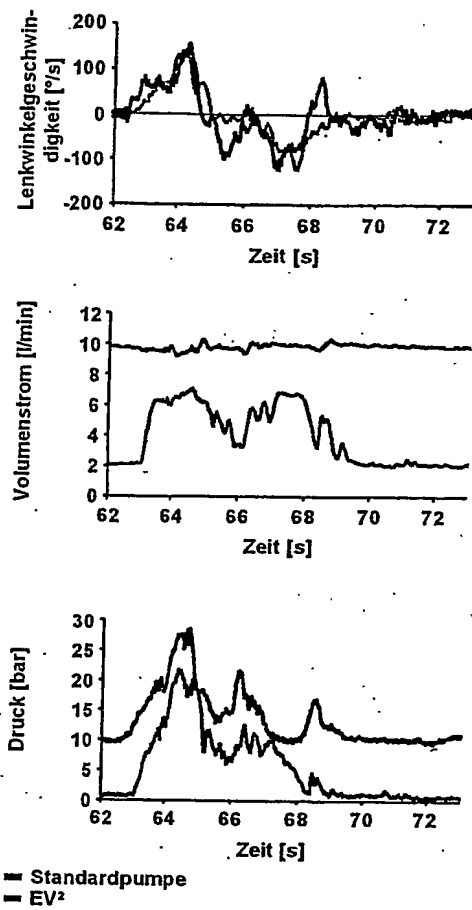 Lenkwinkelgeschwin-
digkeit [°/s]
200
100
0
-100
-200
62 64 66 68 70 72
Zeit [s]
Volumenstrom [l/min]
12
10
8
6
4
2
0
62 64 66 68 70 72
Zeit [s]
Druck [bar]
30
25
20
15
10
5
0
62 64 66 68 70 72
Zeit [s]
Standardpumpe
EV²